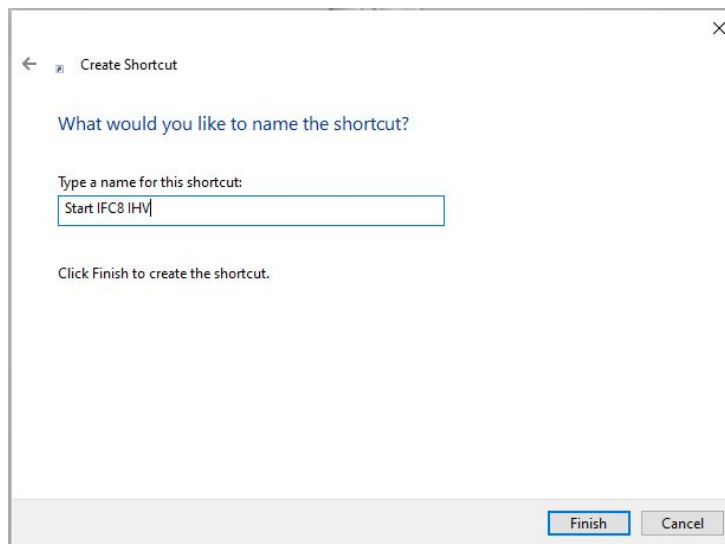 Create Shortcut
What would you like to name the shortcut?
Type a name for this shortcut:
Start IFC8 IHV
Click Finish to create the shortcut.
Finish Cancel